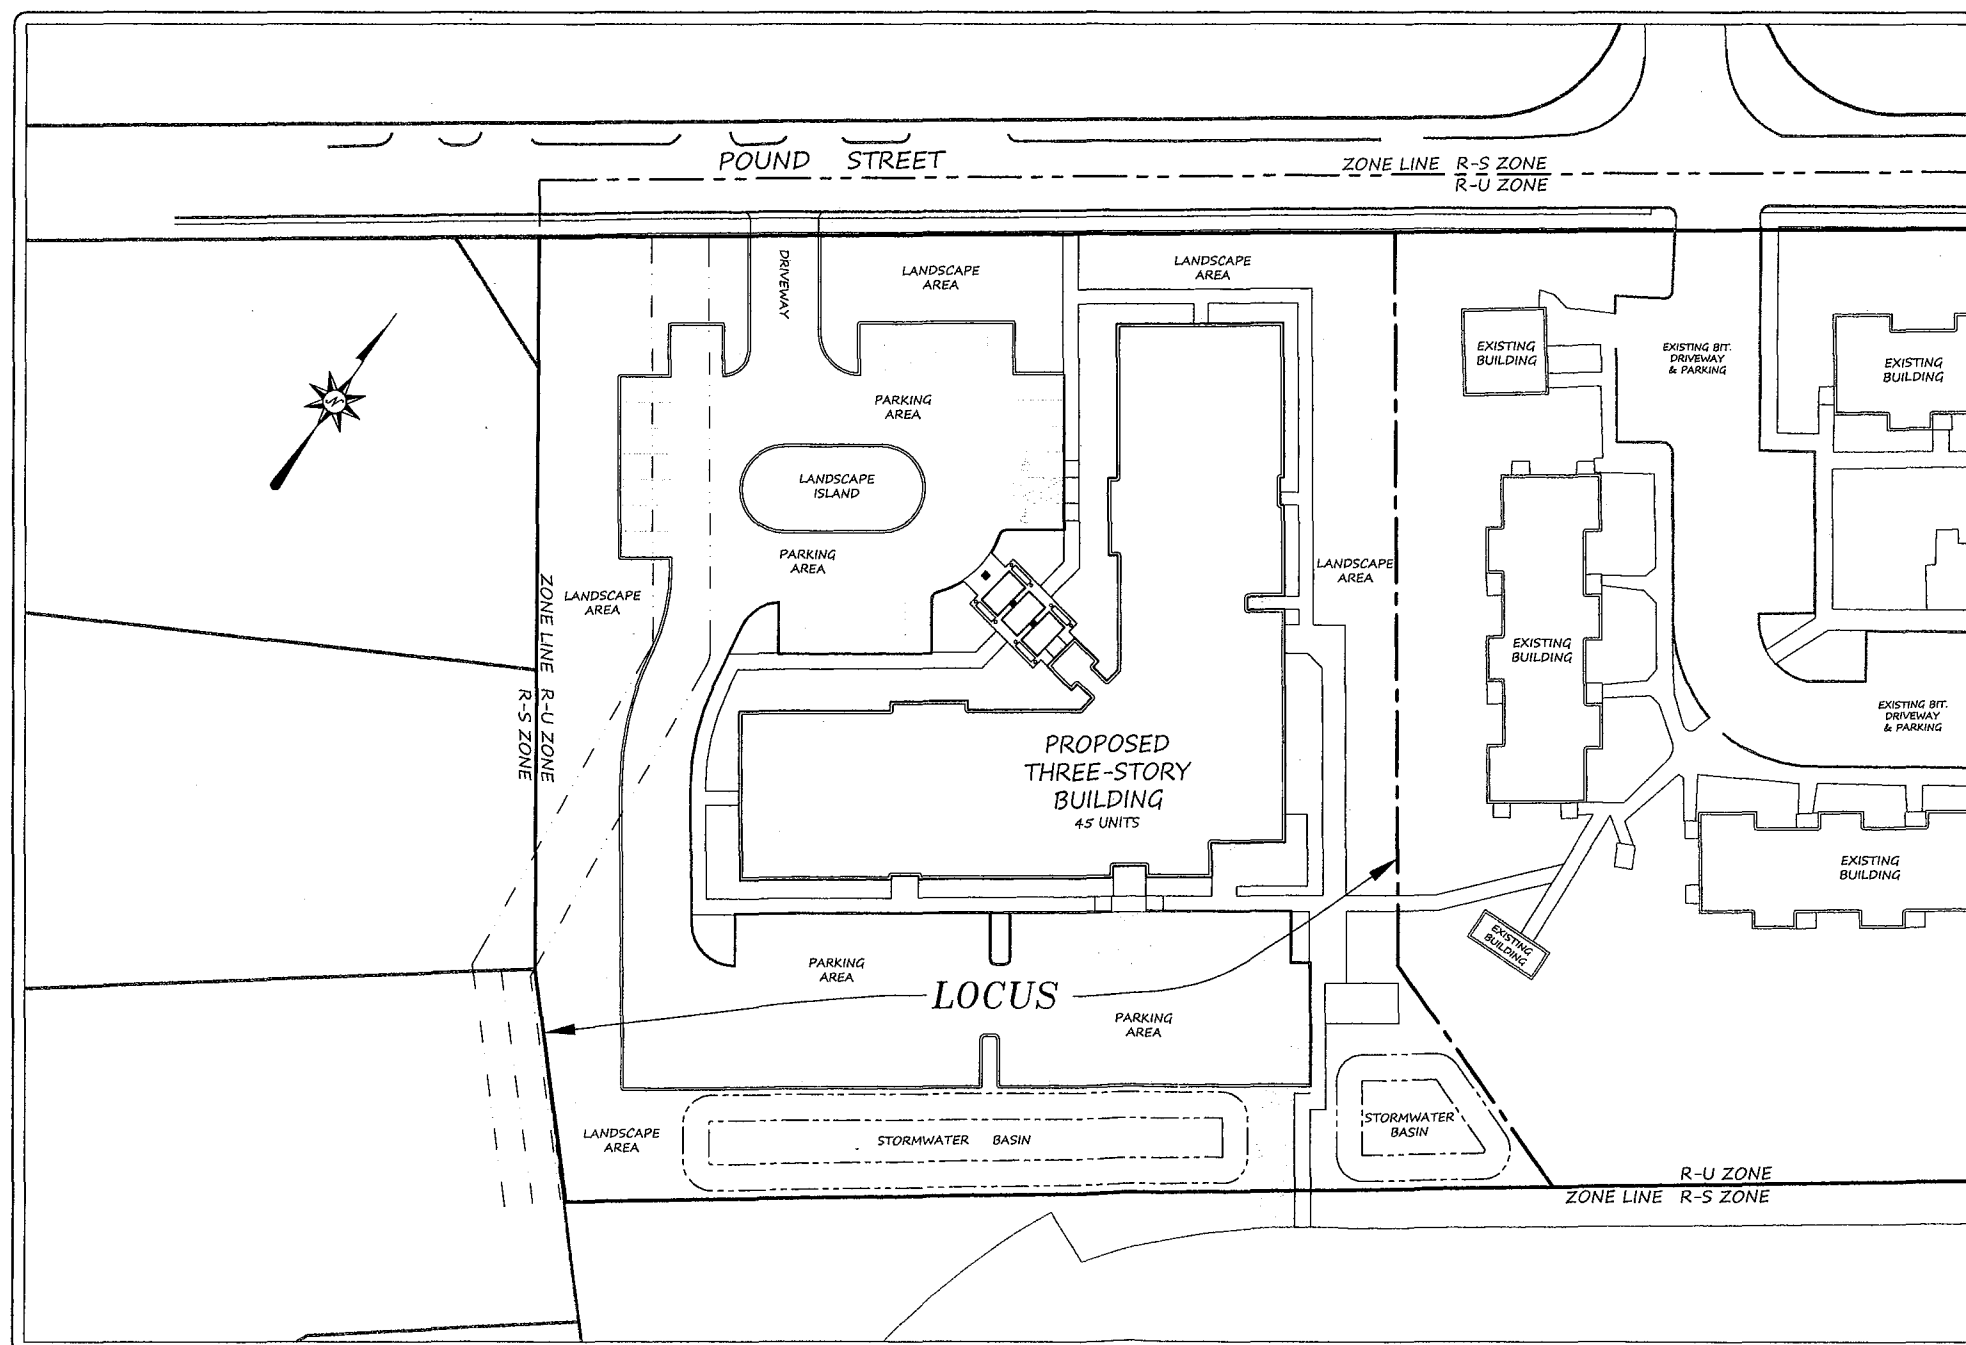 POUND STREET
ZONE LINE R-S ZONE
R-U ZONE
DRIVEWAY
LANDSCAPE
AREA
LANDSCAPE
AREA
EXISTING
BUILDING
EXISTING BIT.
DRIVEWAY
& PARKING
EXISTING
BUILDING
N
PARKING
AREA
LANDSCAPE
ISLAND
PARKING
AREA
LANDSCAPE
AREA
LANDSCAPE
AREA
ZONE LINE R-U ZONE
R-S ZONE
EXISTING
BUILDING
EXISTING BIT.
DRIVEWAY
& PARKING
PROPOSED
THREE-STORY
BUILDING
45 UNITS
EXISTING
BUILDING
EXISTING
BUILDING
PARKING
AREA
LOCUS
PARKING
AREA
LANDSCAPE
AREA
STORMWATER BASIN
STORMWATER
BASIN
R-U ZONE
ZONE LINE R-S ZONE